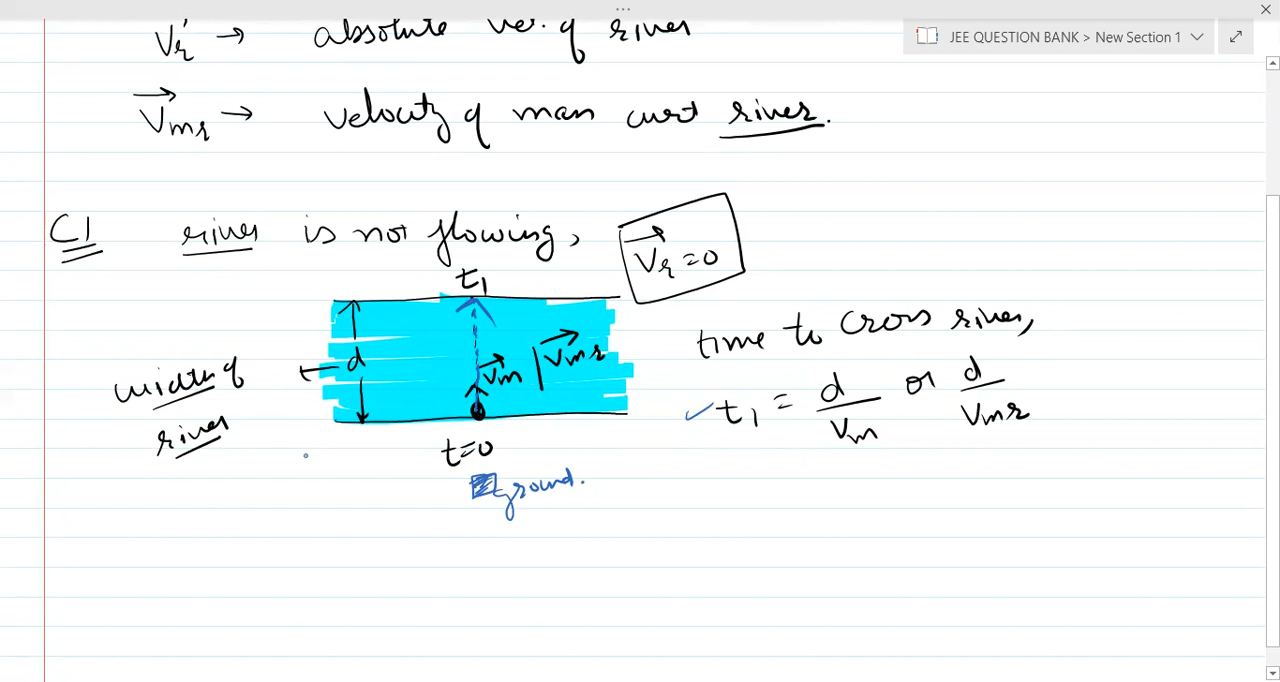 JEE QUESTION BANK > New Section 1
Vr → absolute vel. of river
Vmr → velocity of man wrt river.
C1 river is not flowing, Vr = 0
t1
d
Vm | Vmr
width of
river
t=0
ground.
time to cross river,
t1 = d/Vm or d/Vmr